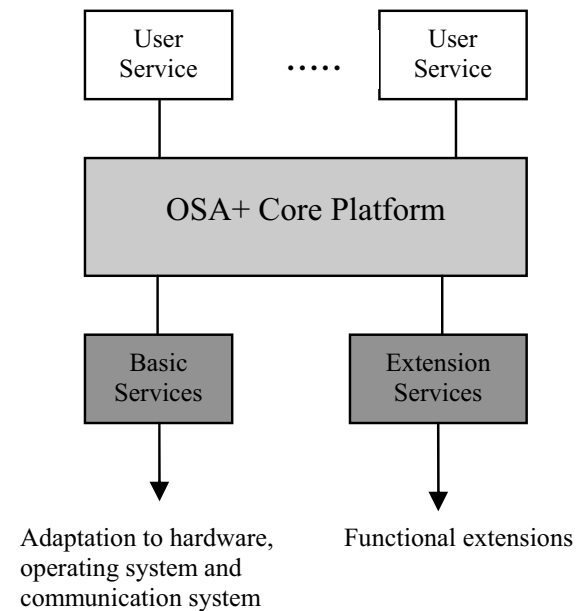 User
Service
.....
User
Service
OSA+ Core Platform
Basic
Services
Extension
Services
Adaptation to hardware,
operating system and
communication system
Functional extensions